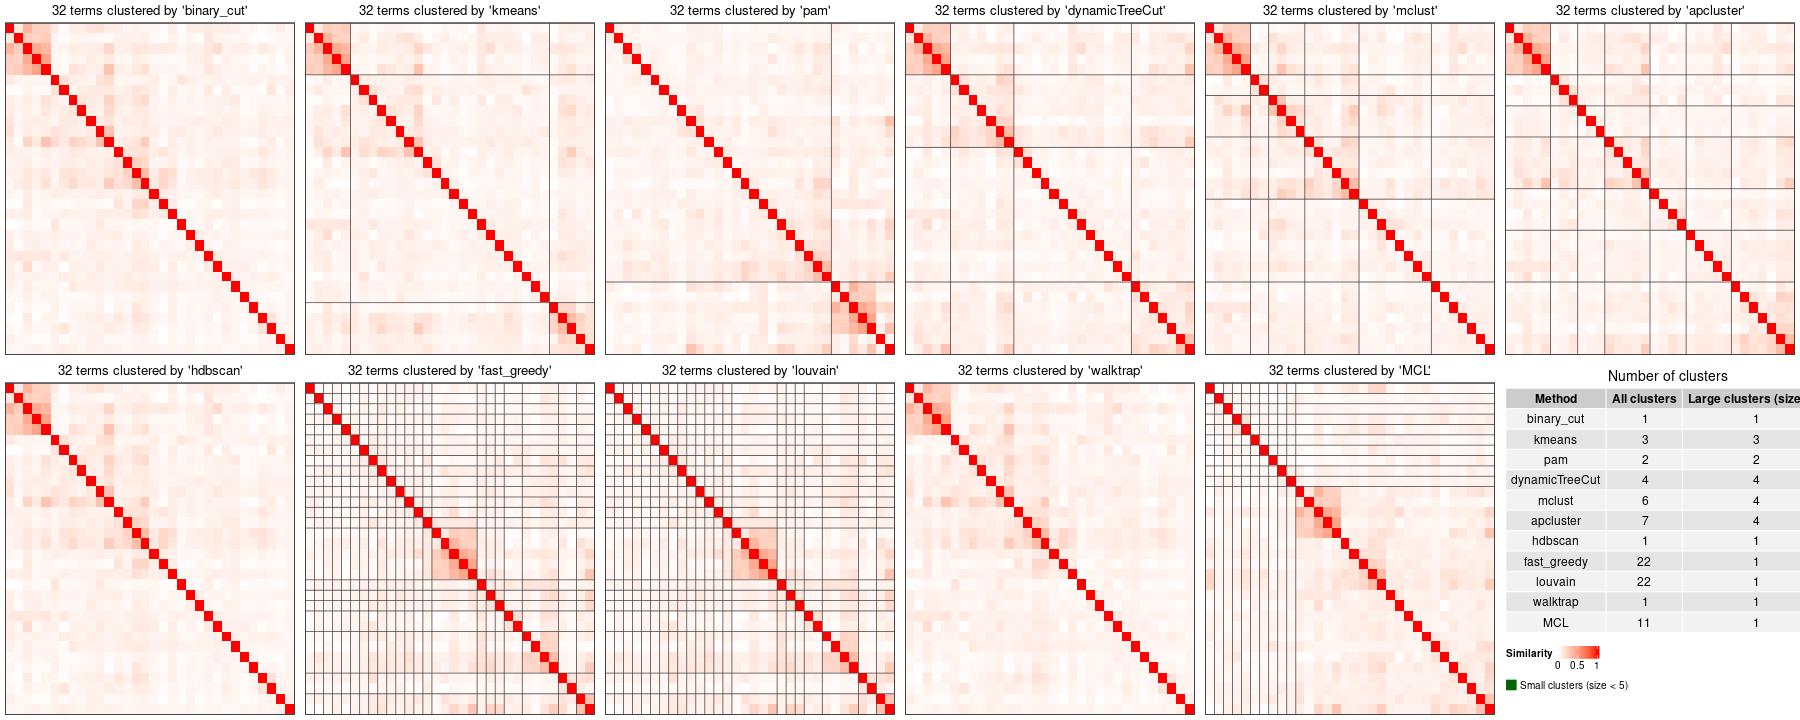 32 terms clustered by 'binary_cut'
32 terms clustered by 'kmeans'
32 terms clustered by 'pam'
32 terms clustered by 'dynamicTreeCut'
32 terms clustered by 'mclust'
32 terms clustered by 'apcluster'
32 terms clustered by 'hdbscan'
32 terms clustered by 'fast_greedy'
32 terms clustered by 'louvain'
32 terms clustered by 'walktrap'
32 terms clustered by 'MCL'
Number of clusters
Method All clusters Large clusters (size
binary_cut 1 1
kmeans 3 3
pam 2 2
dynamicTreeCut 4 4
mclust 6 4
apcluster 7 4
hdbscan 1 1
fast_greedy 22 1
louvain 22 1
walktrap 1 1
MCL 11 1
Similarity
0 0.5 1
Small clusters (size < 5)